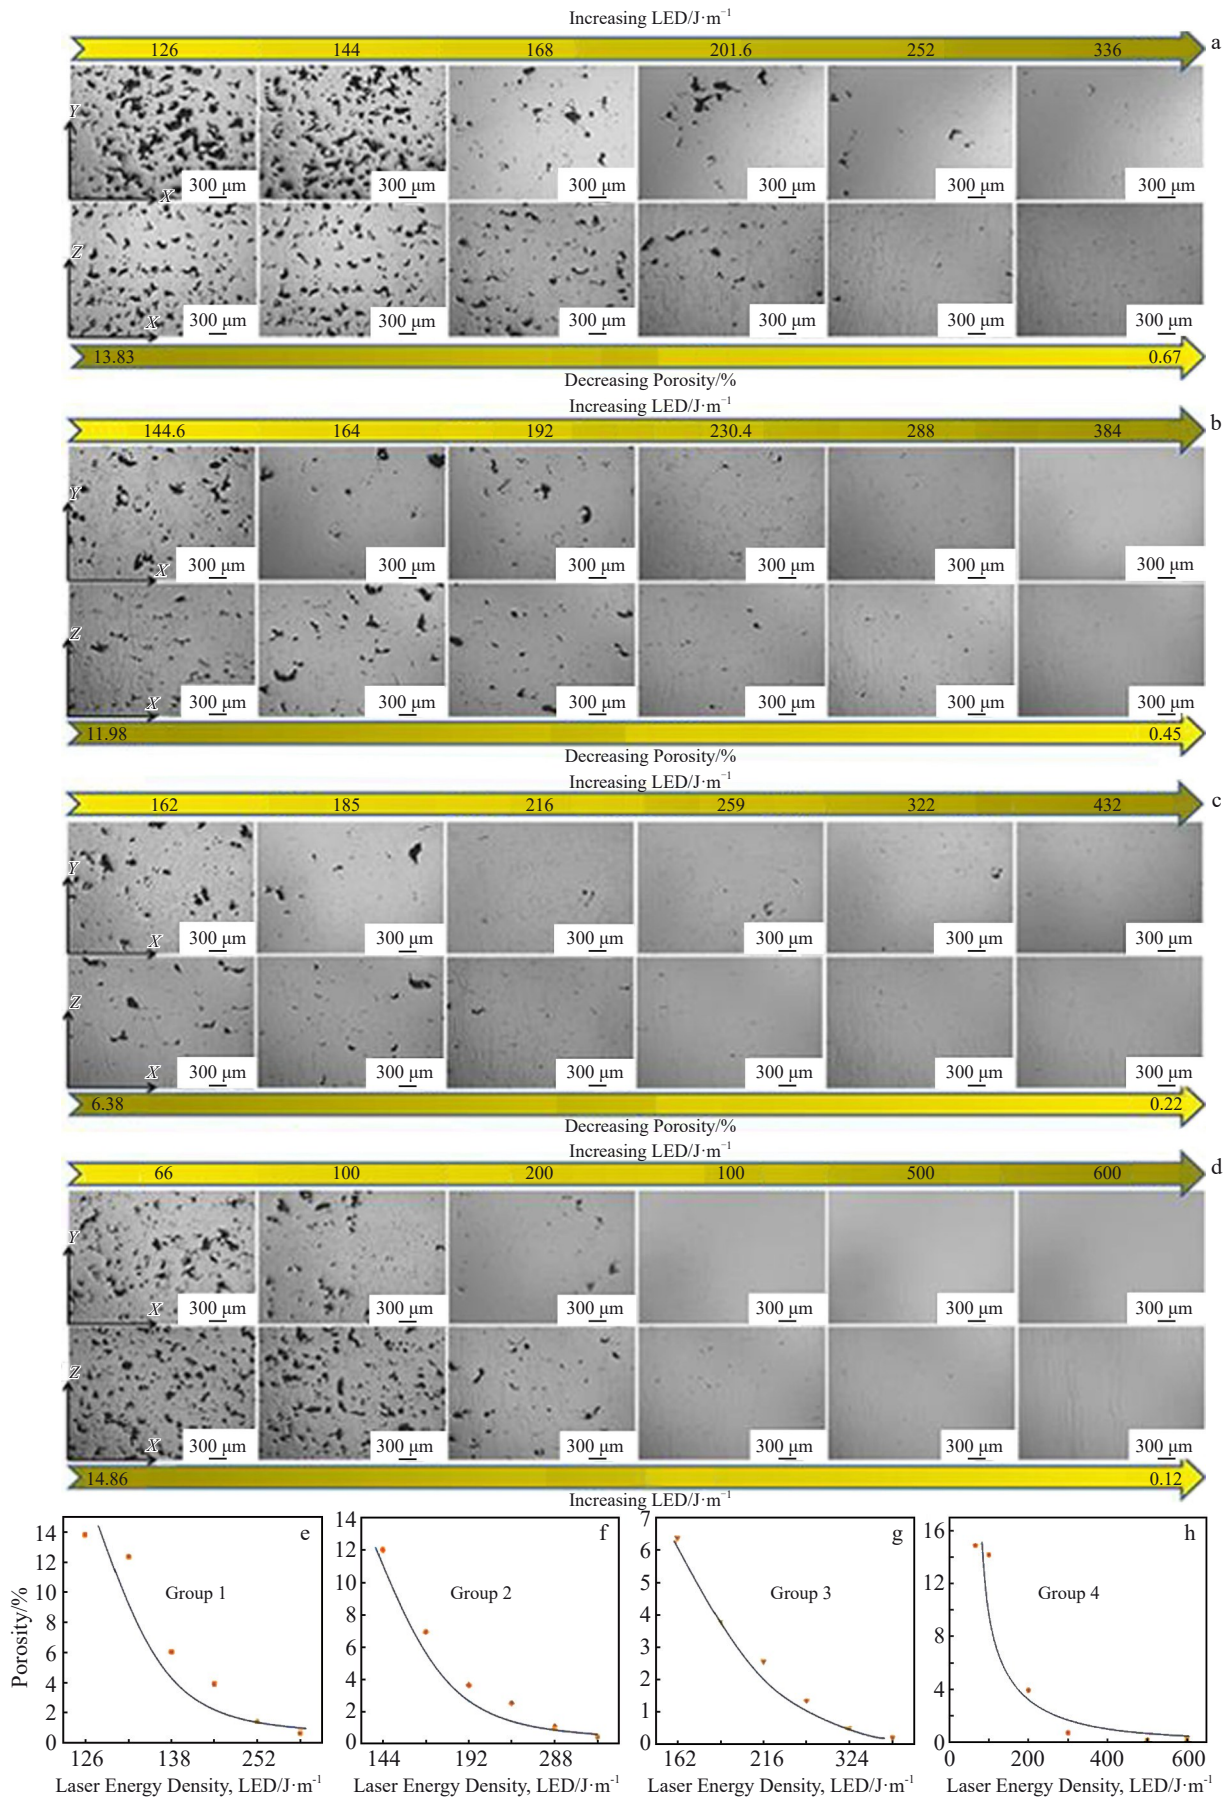 Increasing LED/J·m⁻¹
126 144 168 201.6 252 336 a
Y
300 μm 300 μm 300 μm 300 μm 300 μm 300 μm
X
Z
X 300 μm 300 μm 300 μm 300 μm 300 μm 300 μm
13.83 0.67
Decreasing Porosity/%
Increasing LED/J·m⁻¹
144.6 164 192 230.4 288 384 b
Y
X 300 μm 300 μm 300 μm 300 μm 300 μm 300 μm
Z
X 300 μm 300 μm 300 μm 300 μm 300 μm 300 μm
11.98 0.45
Decreasing Porosity/%
Increasing LED/J·m⁻¹
162 185 216 259 322 432 c
Y
X 300 μm 300 μm 300 μm 300 μm 300 μm 300 μm
Z
X 300 μm 300 μm 300 μm 300 μm 300 μm 300 μm
6.38 0.22
Decreasing Porosity/%
Increasing LED/J·m⁻¹
66 100 200 100 500 600 d
Y
X 300 μm 300 μm 300 μm 300 μm 300 μm 300 μm
Z
X 300 μm 300 μm 300 μm 300 μm 300 μm 300 μm
14.86 0.12
Increasing LED/J·m⁻¹
Porosity/%
14
12
10
8
6
4
2
0
e
Group 1
126 138 252
Laser Energy Density, LED/J·m⁻¹
14
12
10
8
6
4
2
0
f
Group 2
144 192 288
Laser Energy Density, LED/J·m⁻¹
7
6
5
4
3
2
1
0
g
Group 3
162 216 324
Laser Energy Density, LED/J·m⁻¹
16
12
8
4
0
h
Group 4
0 200 400 600
Laser Energy Density, LED/J·m⁻¹